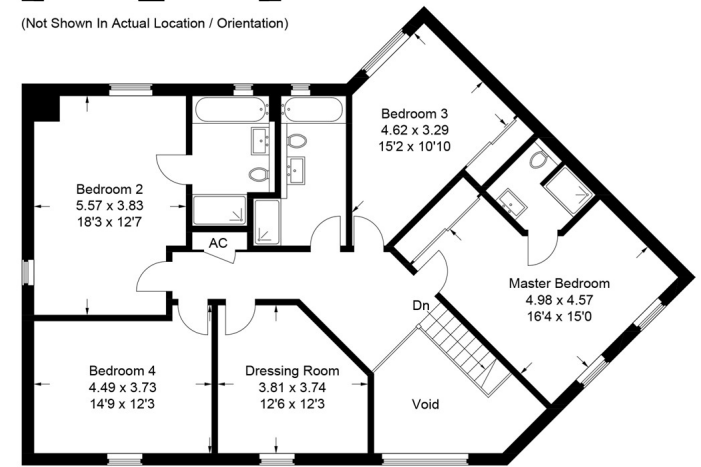 (Not Shown In Actual Location / Orientation)
Bedroom 3
4.62 x 3.29
15'2 x 10'10
Bedroom 2
5.57 x 3.83
18'3 x 12'7
AC
Master Bedroom
4.98 x 4.57
16'4 x 15'0
Dn
Bedroom 4
4.49 x 3.73
14'9 x 12'3
Dressing Room
3.81 x 3.74
12'6 x 12'3
Void